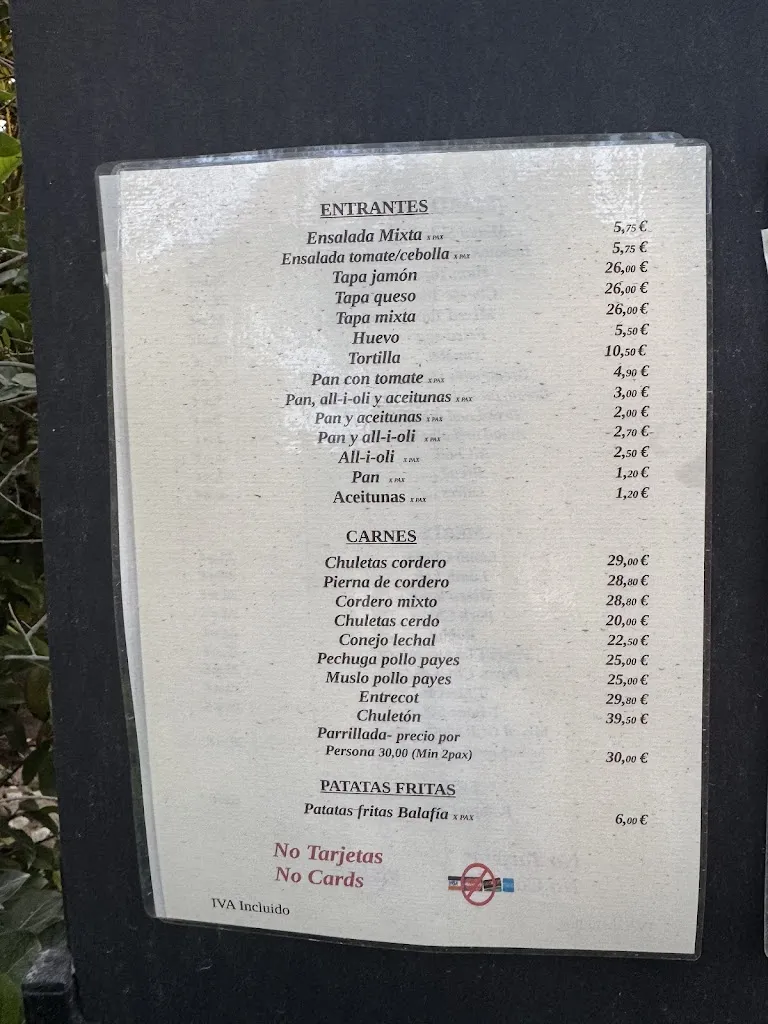 ENTRANTES
Ensalada Mixta X PAX 5,75 €
Ensalada tomate/cebolla X PAX 5,75 €
Tapa jamón 26,00 €
Tapa queso 26,00 €
Tapa mixta 26,00 €
Huevo 5,50 €
Tortilla 10,50 €
Pan con tomate X PAX 4,90 €
Pan, all-i-oli y aceitunas X PAX 3,00 €
Pan y aceitunas X PAX 2,00 €
Pan y all-i-oli X PAX 2,70 €
All-i-oli X PAX 2,50 €
Pan X PAX 1,20 €
Aceitunas X PAX 1,20 €
CARNES
Chuletas cordero 29,00 €
Pierna de cordero 28,80 €
Cordero mixto 28,80 €
Chuletas cerdo 20,00 €
Conejo lechal 22,50 €
Pechuga pollo payes 25,00 €
Muslo pollo payes 25,00 €
Entrecot 29,80 €
Chuletón 39,50 €
Parrillada- precio por
Persona 30,00 (Min 2pax) 30,00 €
PATATAS FRITAS
Patatas fritas Balafía X PAX 6,00 €
No Tarjetas
No Cards
IVA Incluido